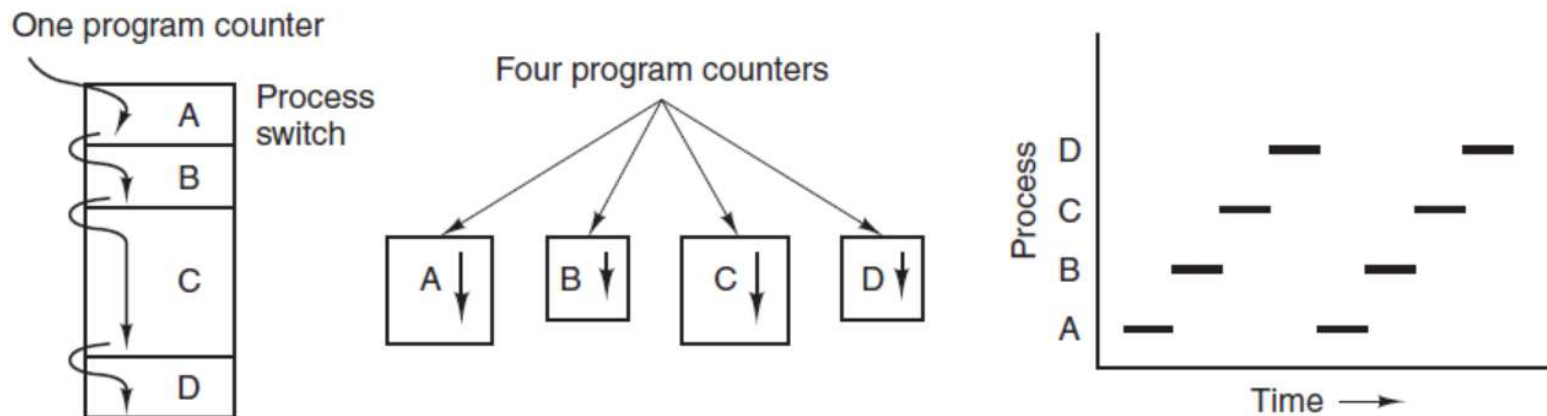 One program counter
Process
switch
A
B
C
D
Four program counters
A
B
C
D
Process
D
C
B
A
Time